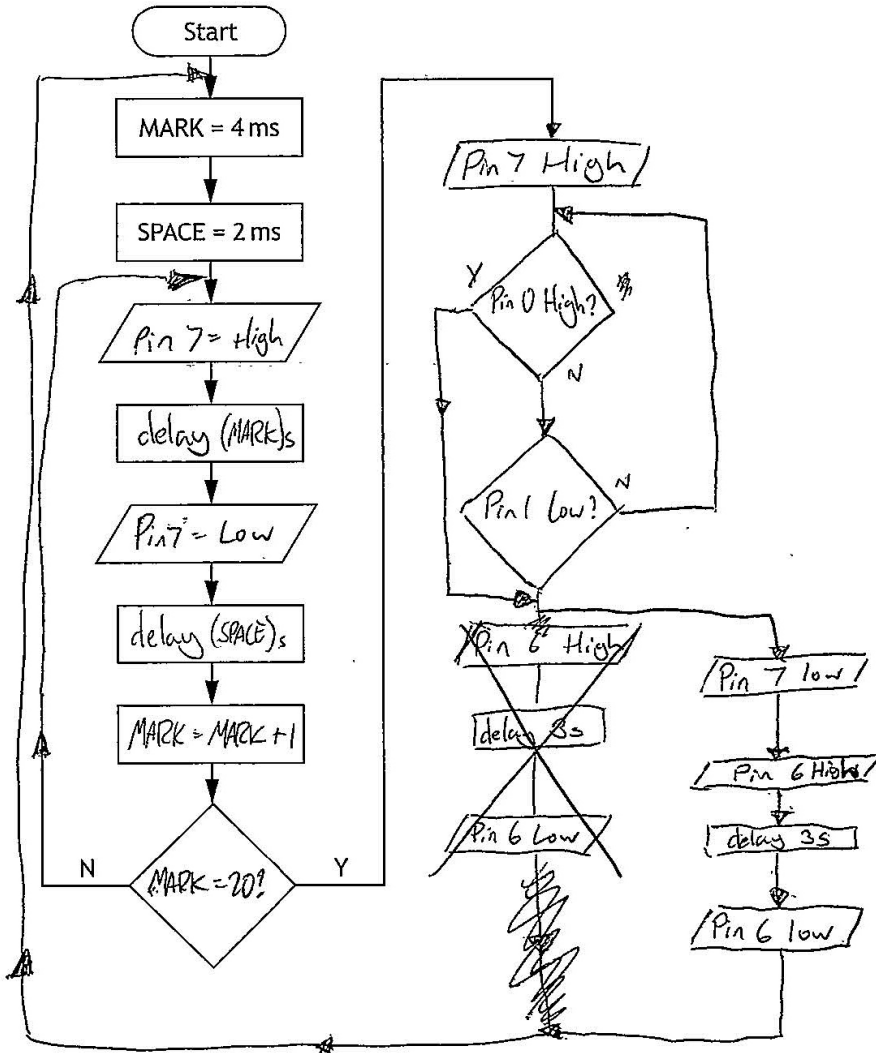 Start
MARK = 4 ms
SPACE = 2 ms
Pin 7 = High
delay (MARK)s
Pin 7 = Low
delay (SPACE)s
MARK = MARK + 1
MARK = 20?
N
Y
Pin 7 High
Pin 0 High?
Y
N
Pin 1 Low?
N
Pin 6 High
delay 3s
Pin 6 Low
Pin 7 low
Pin 6 High
delay 3s
Pin 6 low